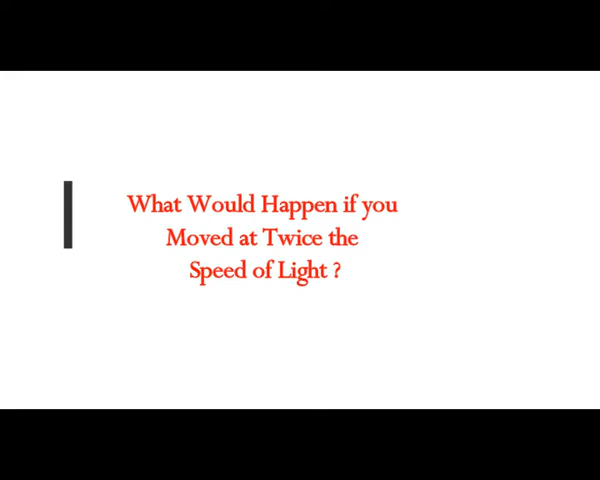 What Would Happen if you
Moved at Twice the
Speed of Light ?